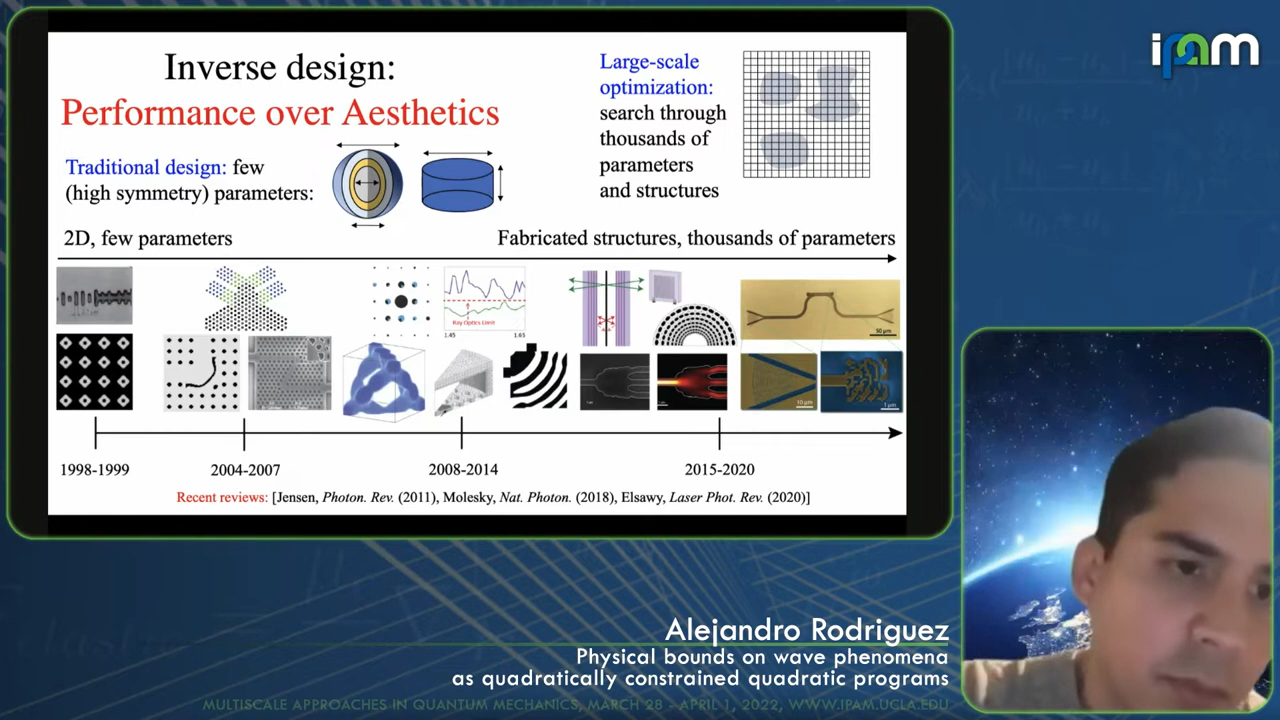 Inverse design:
Performance over Aesthetics
Traditional design: few
(high symmetry) parameters:
Large-scale
optimization:
search through
thousands of
parameters
and structures
2D, few parameters
Fabricated structures, thousands of parameters
Ray Optics Limit
1.45
1.65
50 μm
10 μm
1 μm
1998-1999
2004-2007
2008-2014
2015-2020
Recent reviews: [Jensen, Photon. Rev. (2011), Molesky, Nat. Photon. (2018), Elsawy, Laser Phot. Rev. (2020)]
ipam
Alejandro Rodriguez
Physical bounds on wave phenomena
as quadratically constrained quadratic programs
MULTISCALE APPROACHES IN QUANTUM MECHANICS, MARCH 28 - APRIL 1, 2022, WWW.IPAM.UCLA.EDU